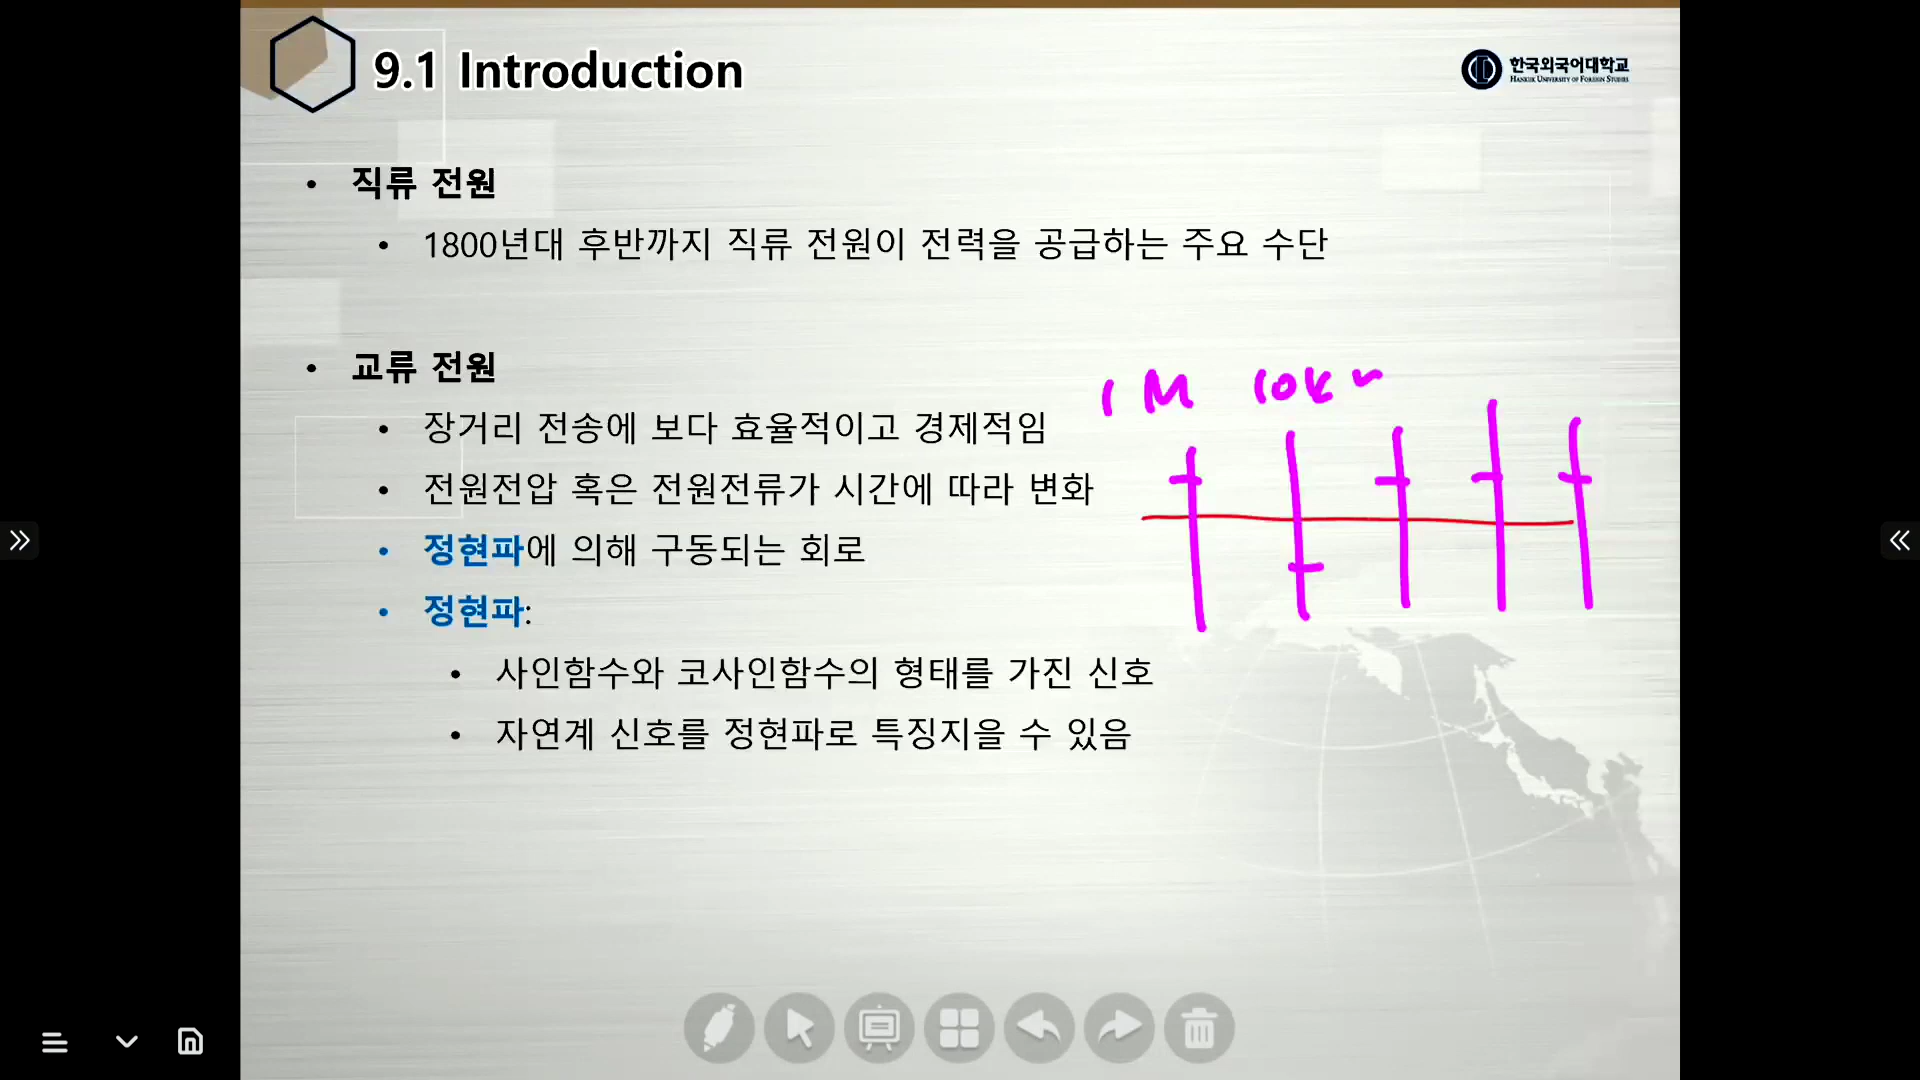 9.1 Introduction
한국외국어대학교
HANKUK UNIVERSITY OF FOREIGN STUDIES
• 직류 전원
• 1800년대 후반까지 직류 전원이 전력을 공급하는 주요 수단
• 교류 전원
1 M
• 장거리 전송에 보다 효율적이고 경제적임
• 전원전압 혹은 전원전류가 시간에 따라 변화
• 정현파에 의해 구동되는 회로
• 정현파:
• 사인함수와 코사인함수의 형태를 가진 신호
• 자연계 신호를 정현파로 특징지을 수 있음